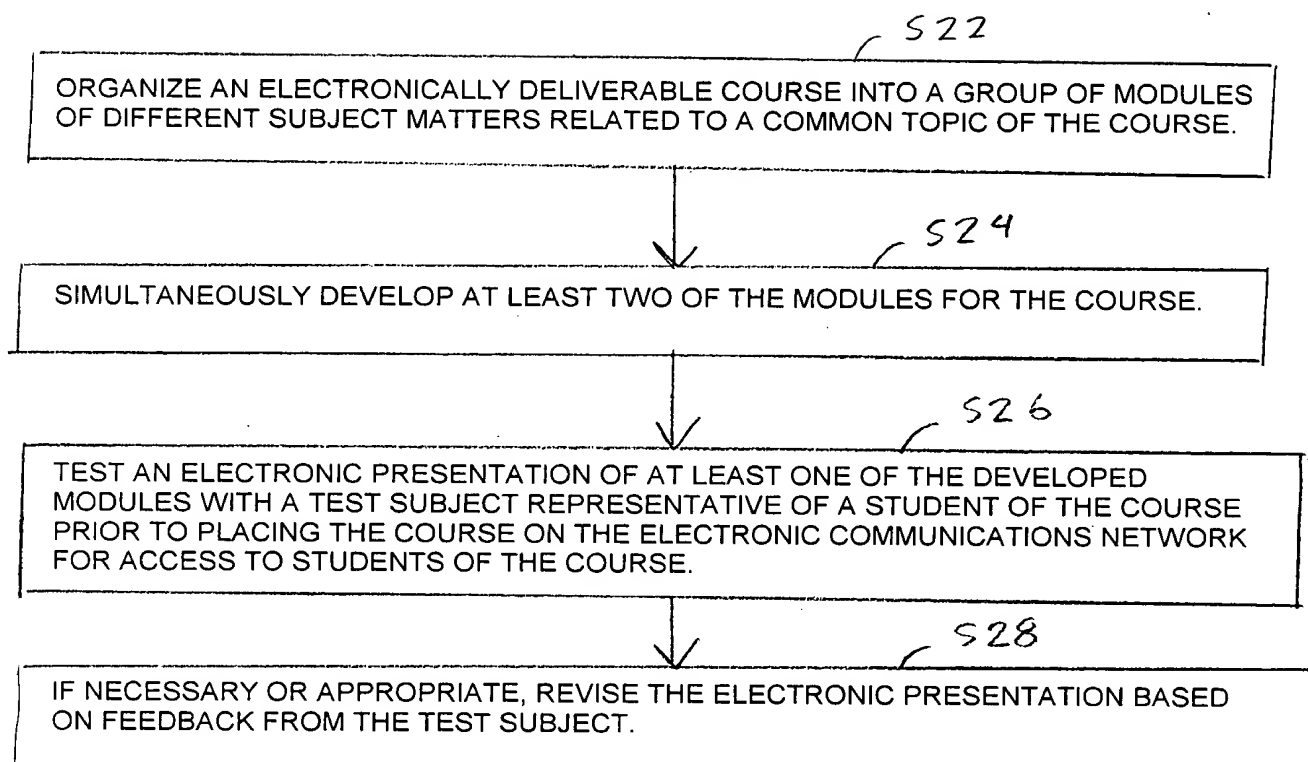 S22
ORGANIZE AN ELECTRONICALLY DELIVERABLE COURSE INTO A GROUP OF MODULES
OF DIFFERENT SUBJECT MATTERS RELATED TO A COMMON TOPIC OF THE COURSE.
S24
SIMULTANEOUSLY DEVELOP AT LEAST TWO OF THE MODULES FOR THE COURSE.
S26
TEST AN ELECTRONIC PRESENTATION OF AT LEAST ONE OF THE DEVELOPED
MODULES WITH A TEST SUBJECT REPRESENTATIVE OF A STUDENT OF THE COURSE
PRIOR TO PLACING THE COURSE ON THE ELECTRONIC COMMUNICATIONS NETWORK
FOR ACCESS TO STUDENTS OF THE COURSE.
S28
IF NECESSARY OR APPROPRIATE, REVISE THE ELECTRONIC PRESENTATION BASED
ON FEEDBACK FROM THE TEST SUBJECT.